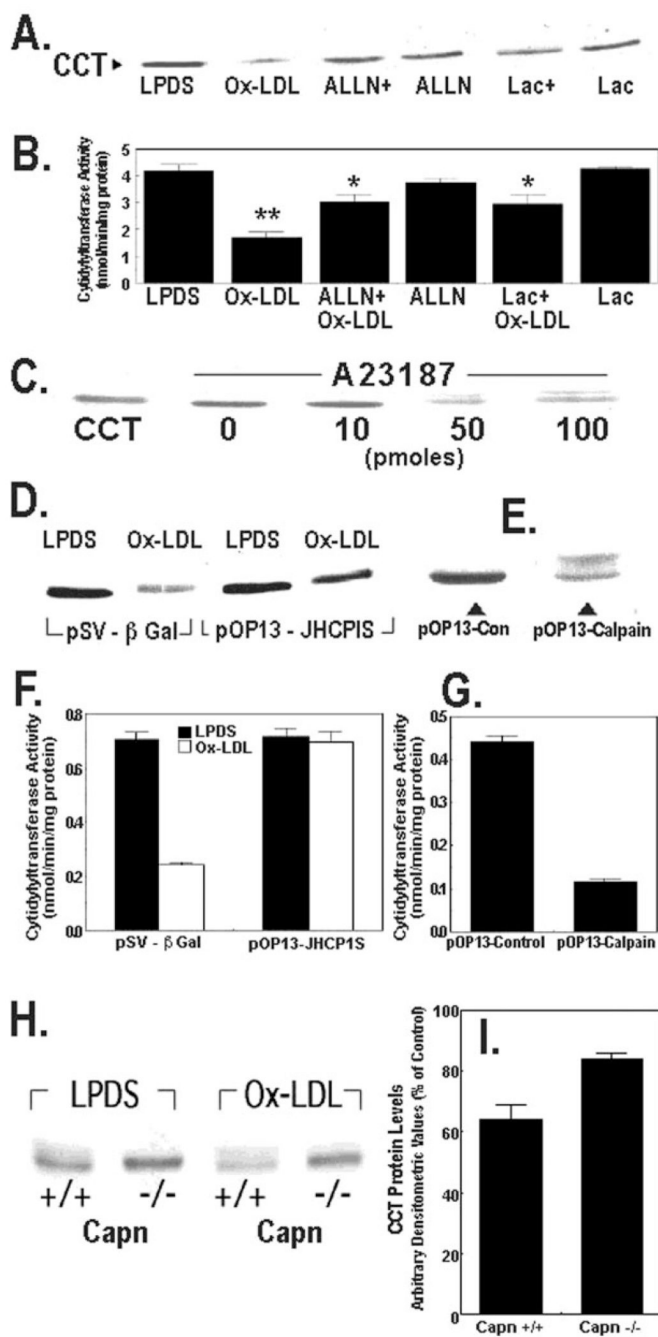 A.
CCT
LPDS Ox-LDL ALLN+ ALLN Lac+ Lac
B.
Cytidylyltransferase Activity
(nmol/min/mg protein)
5
4
3
2
1
0
** * *
LPDS Ox-LDL ALLN+ ALLN Lac+ Lac
Ox-LDL Ox-LDL
C.
A23187
CCT 0 10 50 100
(pmoles)
D.
E.
LPDS Ox-LDL LPDS Ox-LDL
pSV - β Gal pOP13 - JHCPIS pOP13-Con pOP13-Calpain
F.
Cytidylyltransferase Activity
(nmol/min/mg protein)
0.8
0.6
0.4
0.2
0.0
LPDS
Ox-LDL
pSV - β Gal pOP13-JHCP1S
G.
Cytidylyltransferase Activity
(nmol/min/mg protein)
0.5
0.4
0.3
0.2
0.1
0.0
pOP13-Control pOP13-Calpain
H.
LPDS Ox-LDL
+/+ -/- +/+ -/-
Capn Capn
I.
CCT Protein Levels
Arbitrary Densitometric Values (% of Control)
100
80
60
40
20
0
Capn +/+ Capn -/-